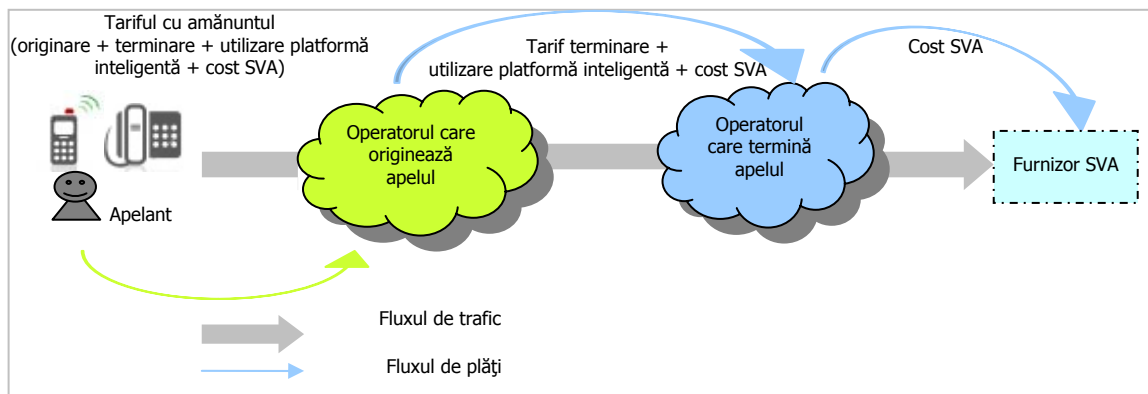 Tariful cu amănuntul
(originare + terminare + utilizare platformă
inteligentă + cost SVA)
Tarif terminare +
utilizare platformă inteligentă + cost SVA
Cost SVA
Operatorul care
originează
apelul
Operatorul
care termină
apelul
Furnizor SVA
Apelant
Fluxul de trafic
Fluxul de plăţi